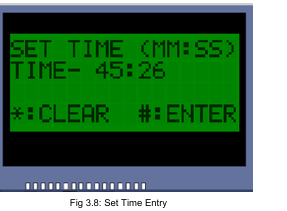 SET TIME (MM:SS)
TIME- 45:26
*:CLEAR #:ENTER
Fig 3.8: Set Time Entry